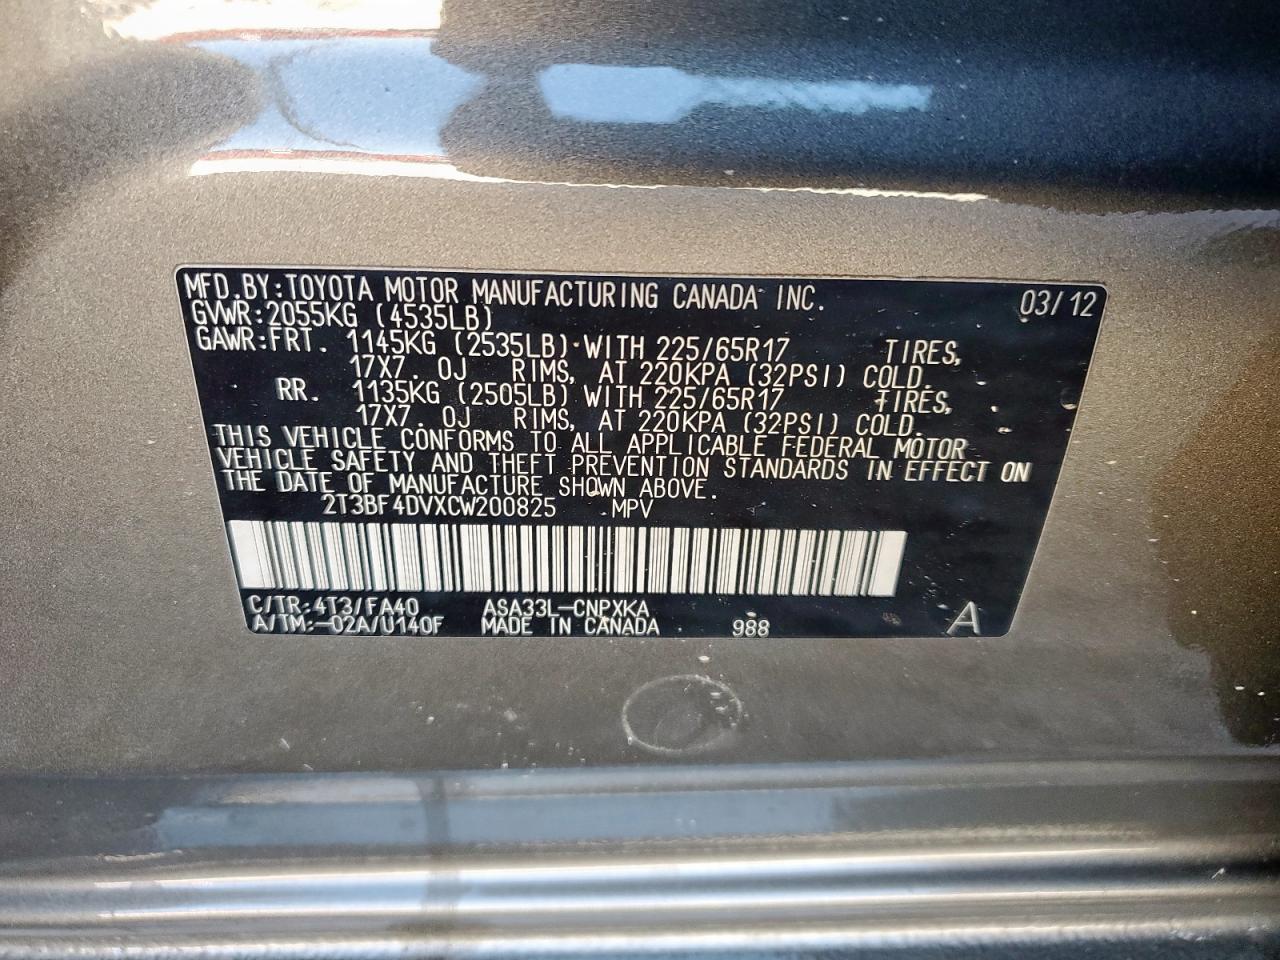 MFD.BY:TOYOTA MOTOR MANUFACTURING CANADA INC. 03/12
GVWR:2055KG (4535LB)
GAWR:FRT. 1145KG (2535LB) WITH 225/65R17 TIRES,
17X7.0J RIMS, AT 220KPA (32PSI) COLD.
RR. 1135KG (2505LB) WITH 225/65R17 TIRES,
17X7.0J RIMS, AT 220KPA (32PSI) COLD.
THIS VEHICLE CONFORMS TO ALL APPLICABLE FEDERAL MOTOR
VEHICLE SAFETY AND THEFT PREVENTION STANDARDS IN EFFECT ON
THE DATE OF MANUFACTURE SHOWN ABOVE.
2T3BF4DVXCW200825 MPV
C/TR:4T3/FA40 ASA33L-CNPXKA
A/TM:-02A/U140F MADE IN CANADA 988 A